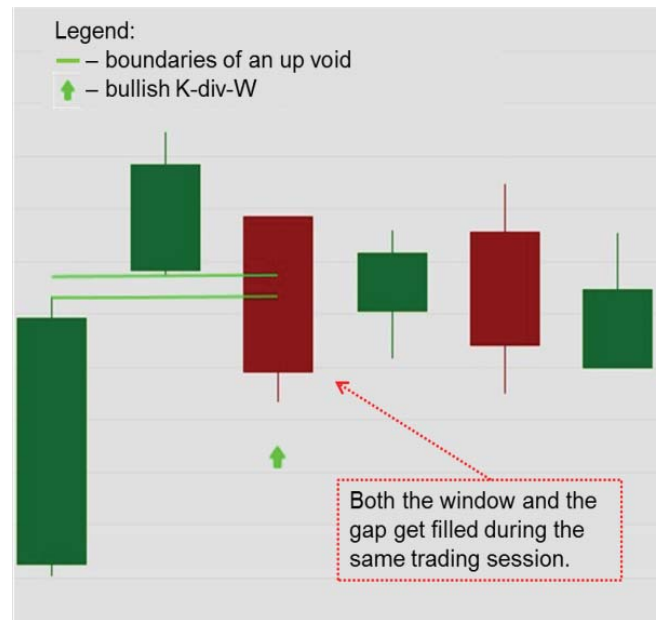 Legend:
– boundaries of an up void
– bullish K-div-W
Both the window and the
gap get filled during the
same trading session.